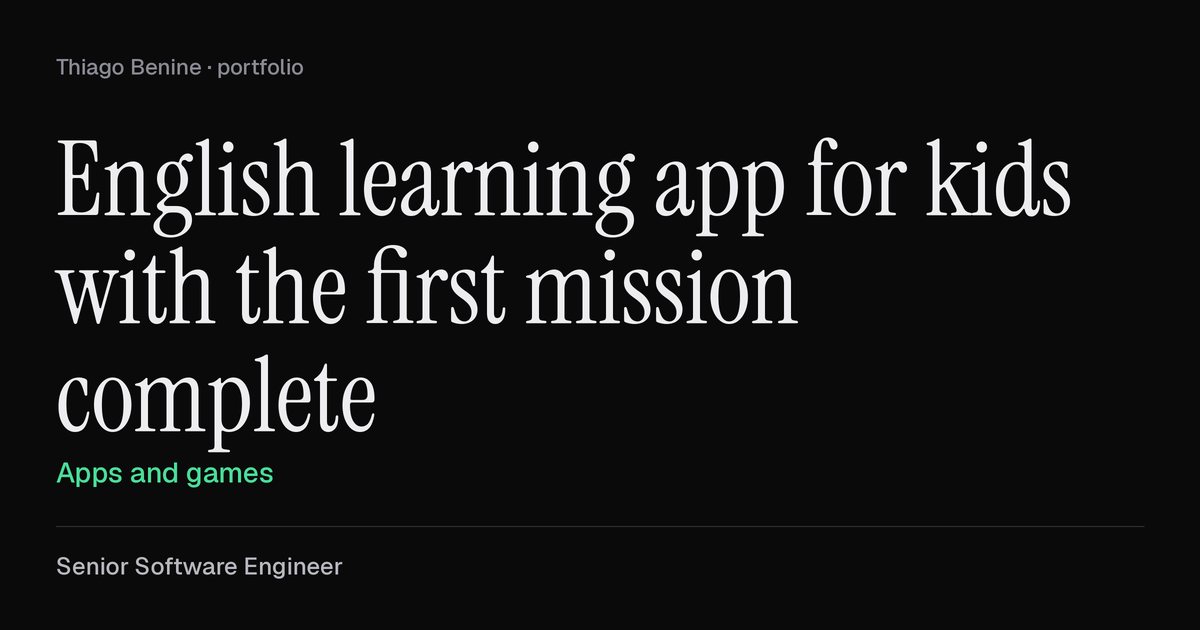 Thiago Benine · portfolio
English learning app for kids
with the first mission
complete
Apps and games
Senior Software Engineer